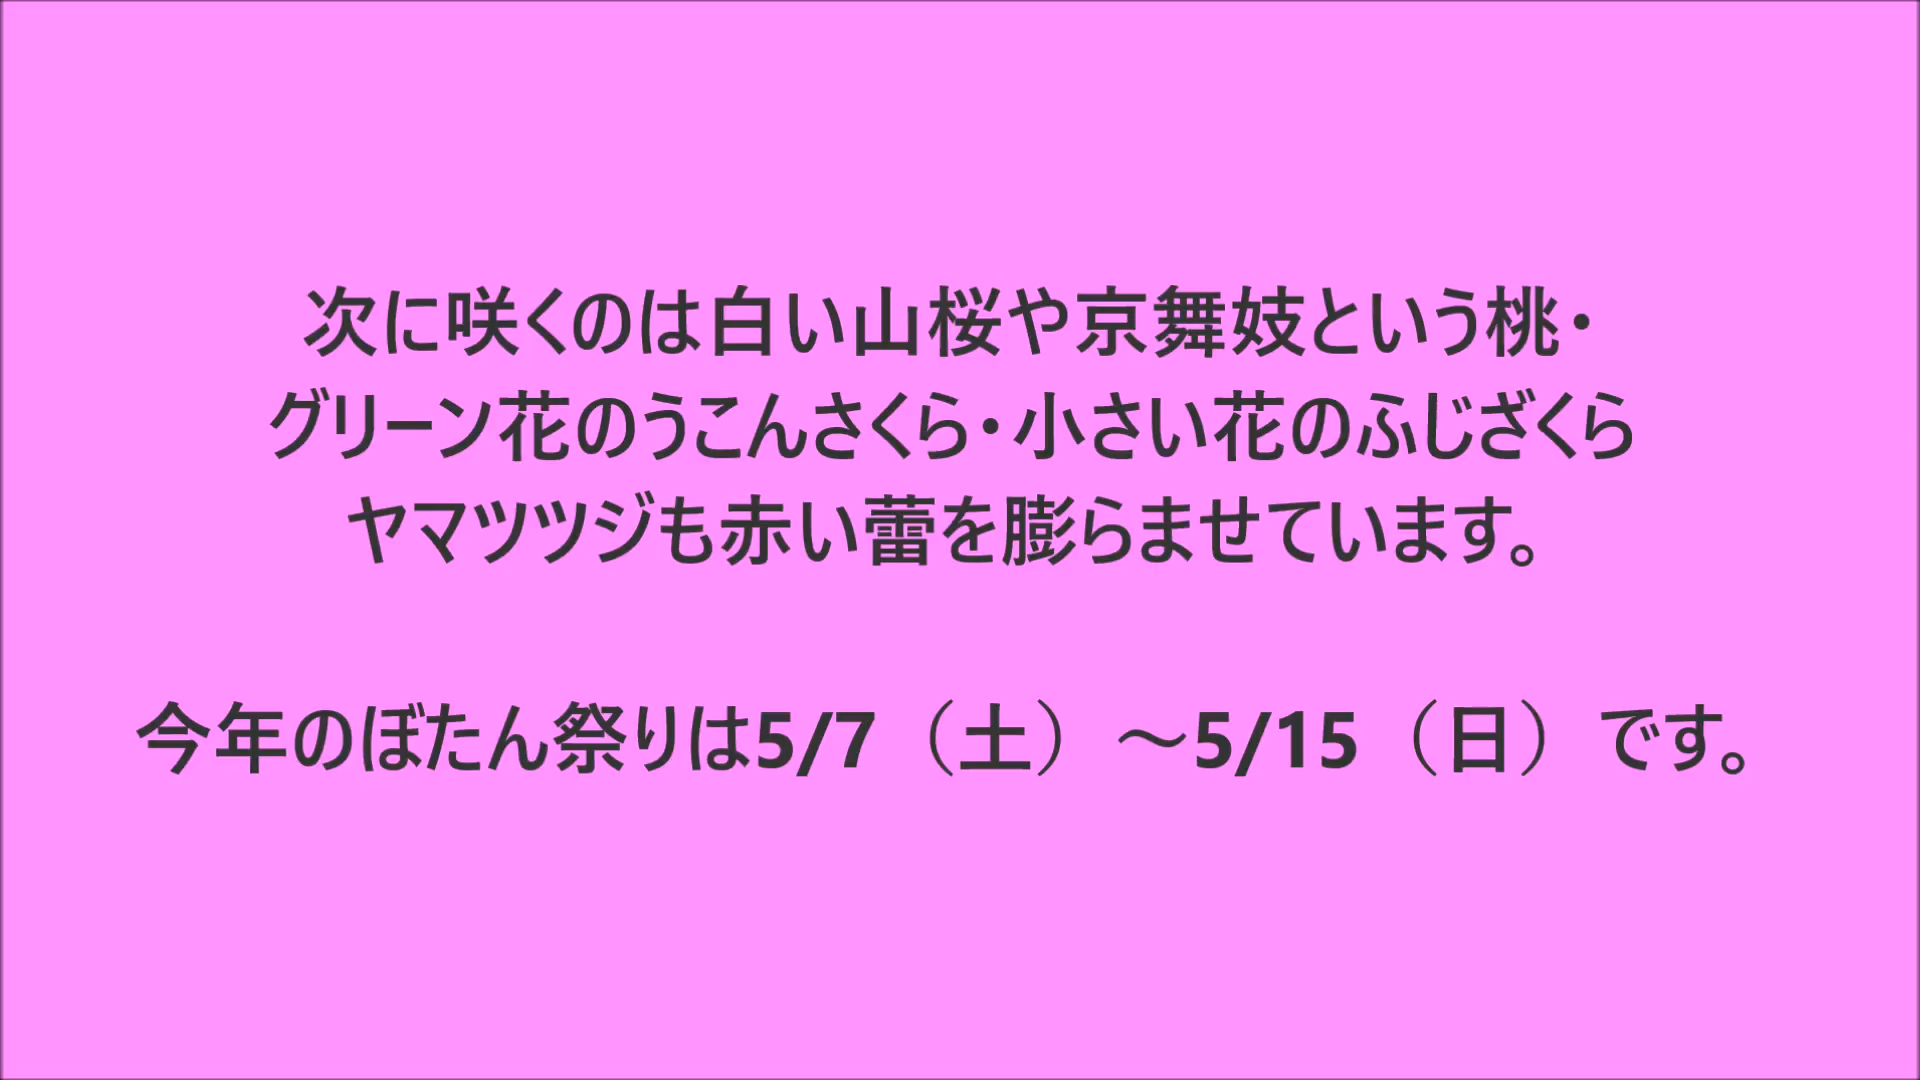 次に咲くのは白い山桜や京舞妓という桃・
グリーン花のうこんさくら・小さい花のふじざくら
ヤマツツジも赤い蕾を膨らませています。
今年のぼたん祭りは5/7（土）～5/15（日）です。